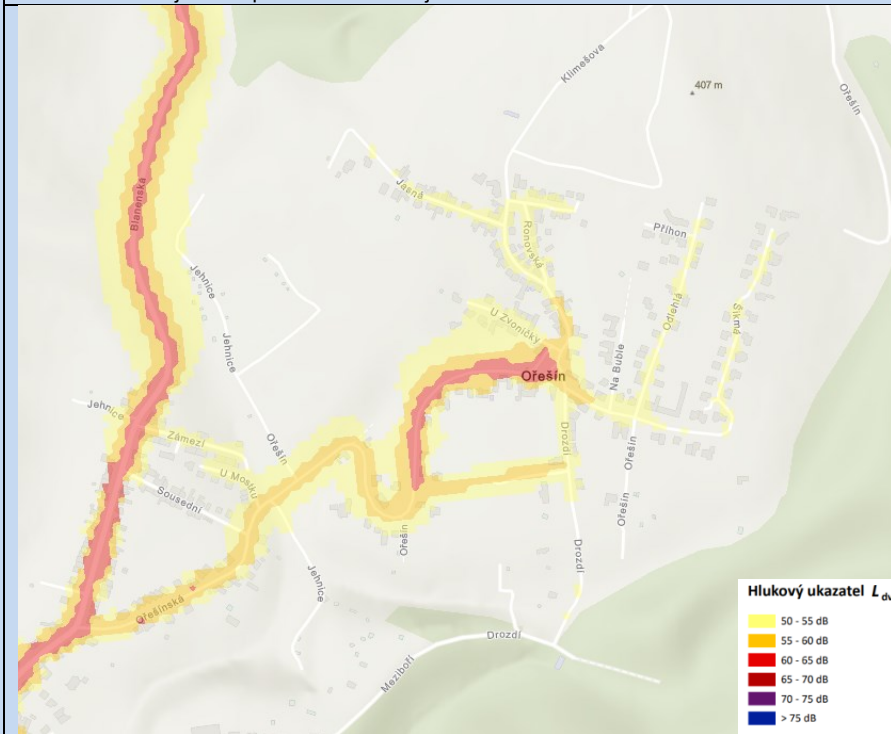 Klimešova
407 m
Ořešín
Jasná
Blanenská
Ronovská
Příhon
Jehnice
Odlehlá
Šikmá
U Zvoničky
Jehnice
Na Buble
Ořešín
Jehnice
Zámezí
Ořešín
Drozdí
U Mostku
Ořešín
Sousední
Ořešín
Ořešín
Drozdí
Jehnice
Ořešínská
Drozdí
Meziboří
Hlukový ukazatel L
50 - 55 dB
55 - 60 dB
60 - 65 dB
65 - 70 dB
70 - 75 dB
> 75 dB